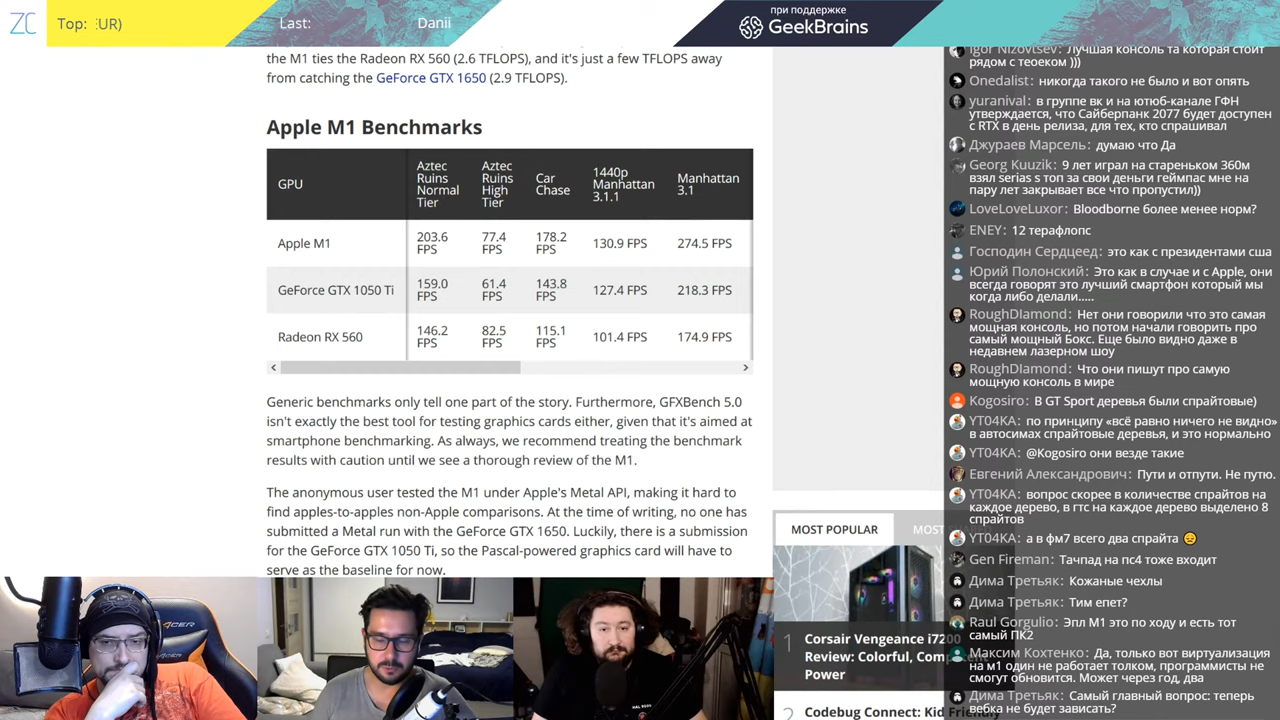 ZC
Top: EUR)
Last:
Danii
при поддержке
GeekBrains
the M1 ties the Radeon RX 560 (2.6 TFLOPS), and it's just a few TFLOPS away
from catching the GeForce GTX 1650 (2.9 TFLOPS).
Apple M1 Benchmarks
GPU
Aztec
Ruins
Normal
Tier
Aztec
Ruins
High
Tier
Car
Chase
1440p
Manhattan
3.1.1
Manhattan
3.1
Apple M1
203.6
FPS
77.4
FPS
178.2
FPS
130.9 FPS
274.5 FPS
GeForce GTX 1050 Ti
159.0
FPS
61.4
FPS
143.8
FPS
127.4 FPS
218.3 FPS
Radeon RX 560
146.2
FPS
82.5
FPS
115.1
FPS
101.4 FPS
174.9 FPS
Generic benchmarks only tell one part of the story. Furthermore, GFXBench 5.0
isn't exactly the best tool for testing graphics cards either, given that it's aimed at
smartphone benchmarking. As always, we recommend treating the benchmark
results with caution until we see a thorough review of the M1.
The anonymous user tested the M1 under Apple's Metal API, making it hard to
find apples-to-apples non-Apple comparisons. At the time of writing, no one has
submitted a Metal run with the GeForce GTX 1650. Luckily, there is a submission
for the GeForce GTX 1050 Ti, so the Pascal-powered graphics card will have to
serve as the baseline for now.
MOST POPULAR
MOST
1
Corsair Vengeance i7200
Review: Colorful, Com
Power
2
Codebug Connect: Kid Friendly
Igor Nizovtsev: Лучшая консоль та которая стоит
рядом с теоеком )))
Onedalist: никогда такого не было и вот опять
yuranival: в группе вк и на ютюб-канале ГФН
утверждается, что Сайберпанк 2077 будет доступен
с RTX в день релиза, для тех, кто спрашивал
Джураев Марсель: думаю что Да
Georg Kuuzik: 9 лет играл на стареньком 360м
взял serias s топ за свои деньги геймпас мне на
пару лет закрывает все что пропустил))
LoveLoveLuxor: Bloodborne более менее норм?
ENEY: 12 терафлопс
Господин Сердцеед: это как с президентами сша
Юрий Полонский: Это как в случае и с Apple, они
всегда говорят это лучший смартфон который мы
когда либо делали.....
RoughDIamond: Нет они говорили что это самая
мощная консоль, но потом начали говорить про
самый мощный Бокс. Еще было видно даже в
недавнем лазерном шоу
RoughDIamond: Что они пишут про самую
мощную консоль в мире
Kogosiro: В GT Sport деревья были спрайтовые)
YT04KA: по принципу «всё равно ничего не видно»
в автосимах спрайтовые деревья, и это нормально
YT04KA: @Kogosiro они везде такие
Евгений Александрович: Пути и отпути. Не путю.
YT04KA: вопрос скорее в количестве спрайтов на
каждое дерево, в гтс на каждое дерево выделено 8
спрайтов
YT04KA: а в фм7 всего два спрайта
Gen Fireman: Тачпад на пс4 тоже входит
Дима Третьяк: Кожаные чехлы
Дима Третьяк: Тим епет?
Raul Gorgulio: Эпл М1 это по ходу и есть тот
самый ПК2
Максим Кохтенко: Да, только вот виртуализация
на м1 один не работает толком, программисты не
смогут обновится. Может через год, два
Дима Третьяк: Самый главный вопрос: теперь
вебка не будет зависать?